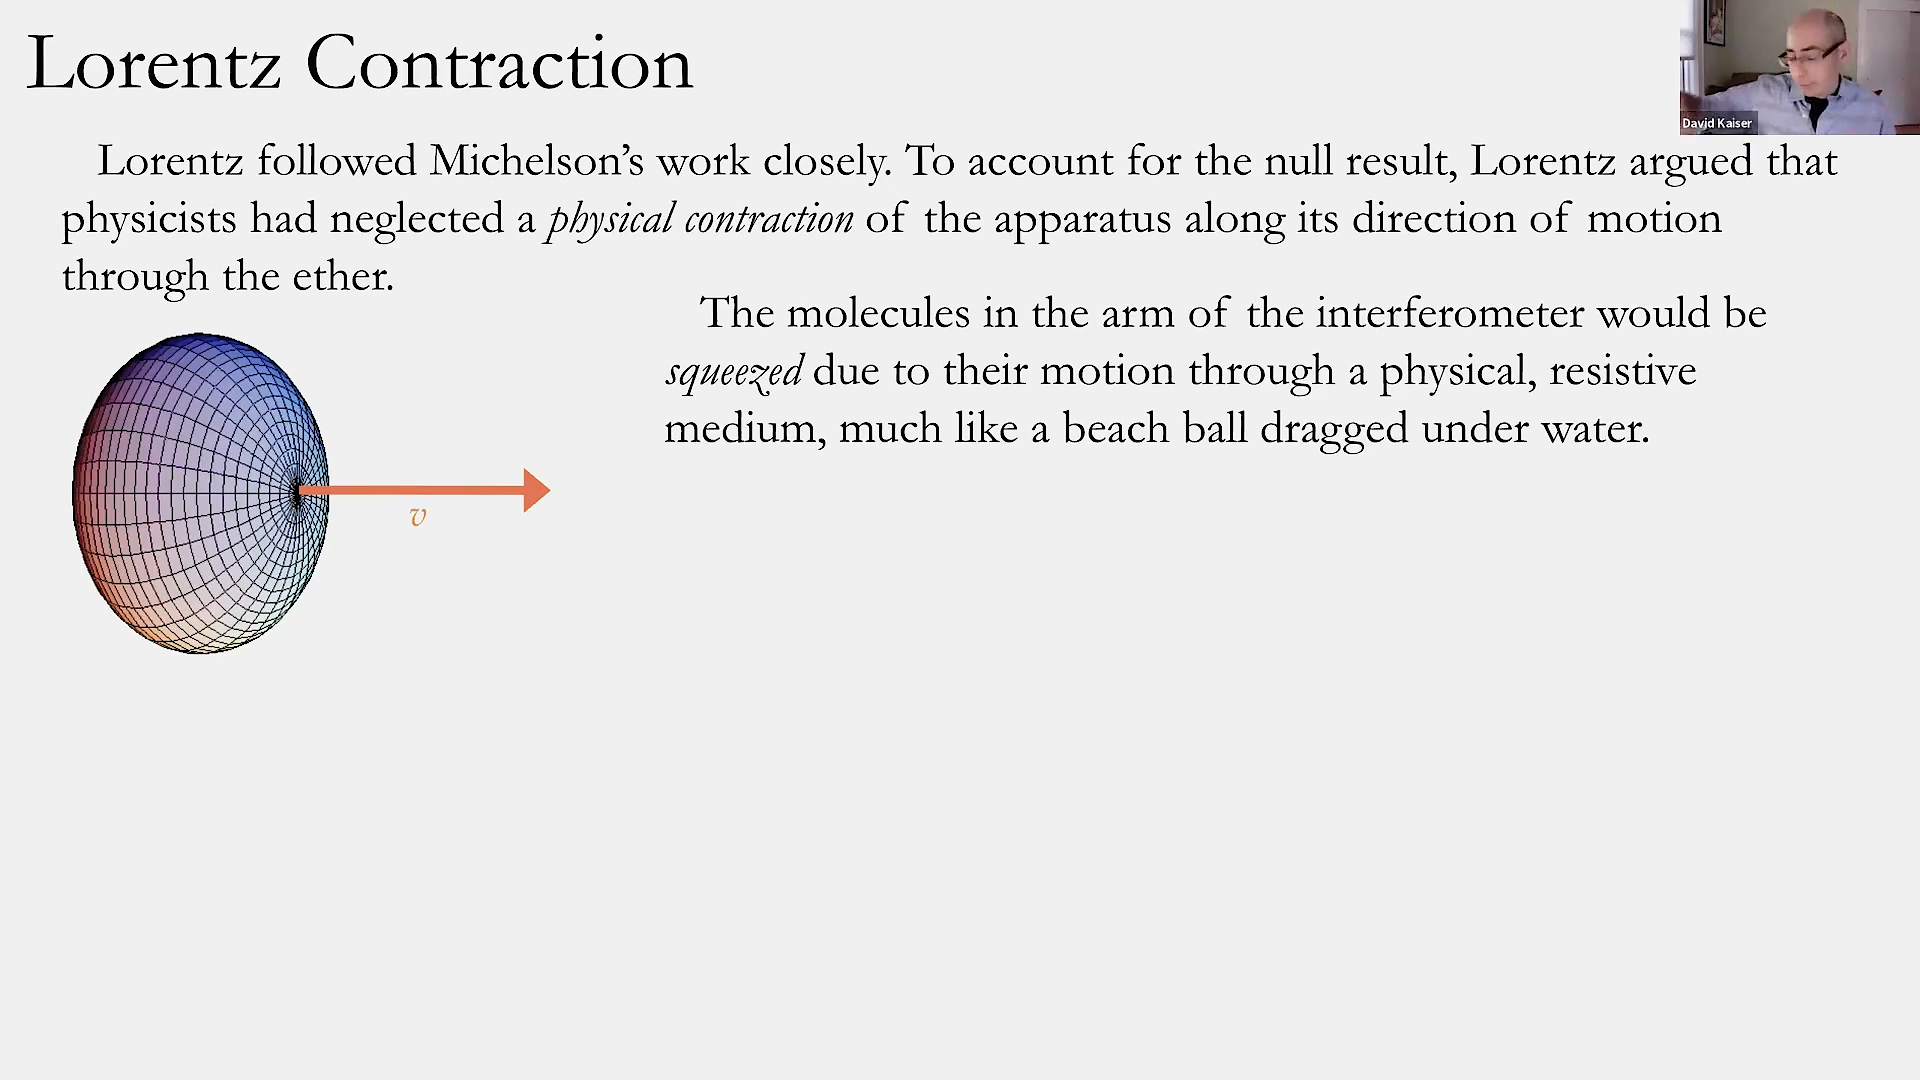 Lorentz Contraction
David Kaiser
Lorentz followed Michelson’s work closely. To account for the null result, Lorentz argued that
physicists had neglected a physical contraction of the apparatus along its direction of motion
through the ether.
The molecules in the arm of the interferometer would be
squeezed due to their motion through a physical, resistive
medium, much like a beach ball dragged under water.
v